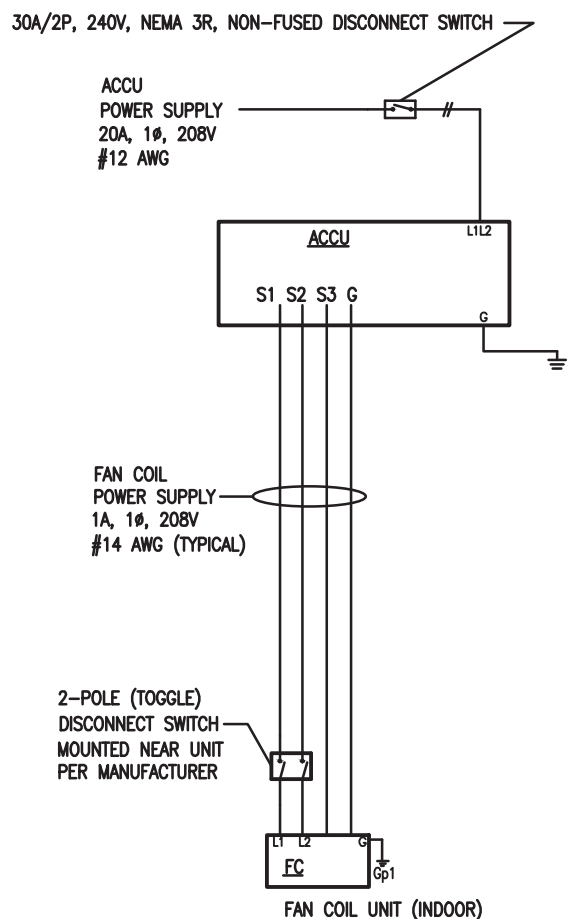 30A/2P, 240V, NEMA 3R, NON-FUSED DISCONNECT SWITCH
ACCU
POWER SUPPLY
20A, 1ø, 208V
#12 AWG
L1L2
ACCU
S1 S2 S3 G
G
FAN COIL
POWER SUPPLY
1A, 1ø, 208V
#14 AWG (TYPICAL)
2-POLE (TOGGLE)
DISCONNECT SWITCH
MOUNTED NEAR UNIT
PER MANUFACTURER
L1 L2 G
FC
Gp1
FAN COIL UNIT (INDOOR)